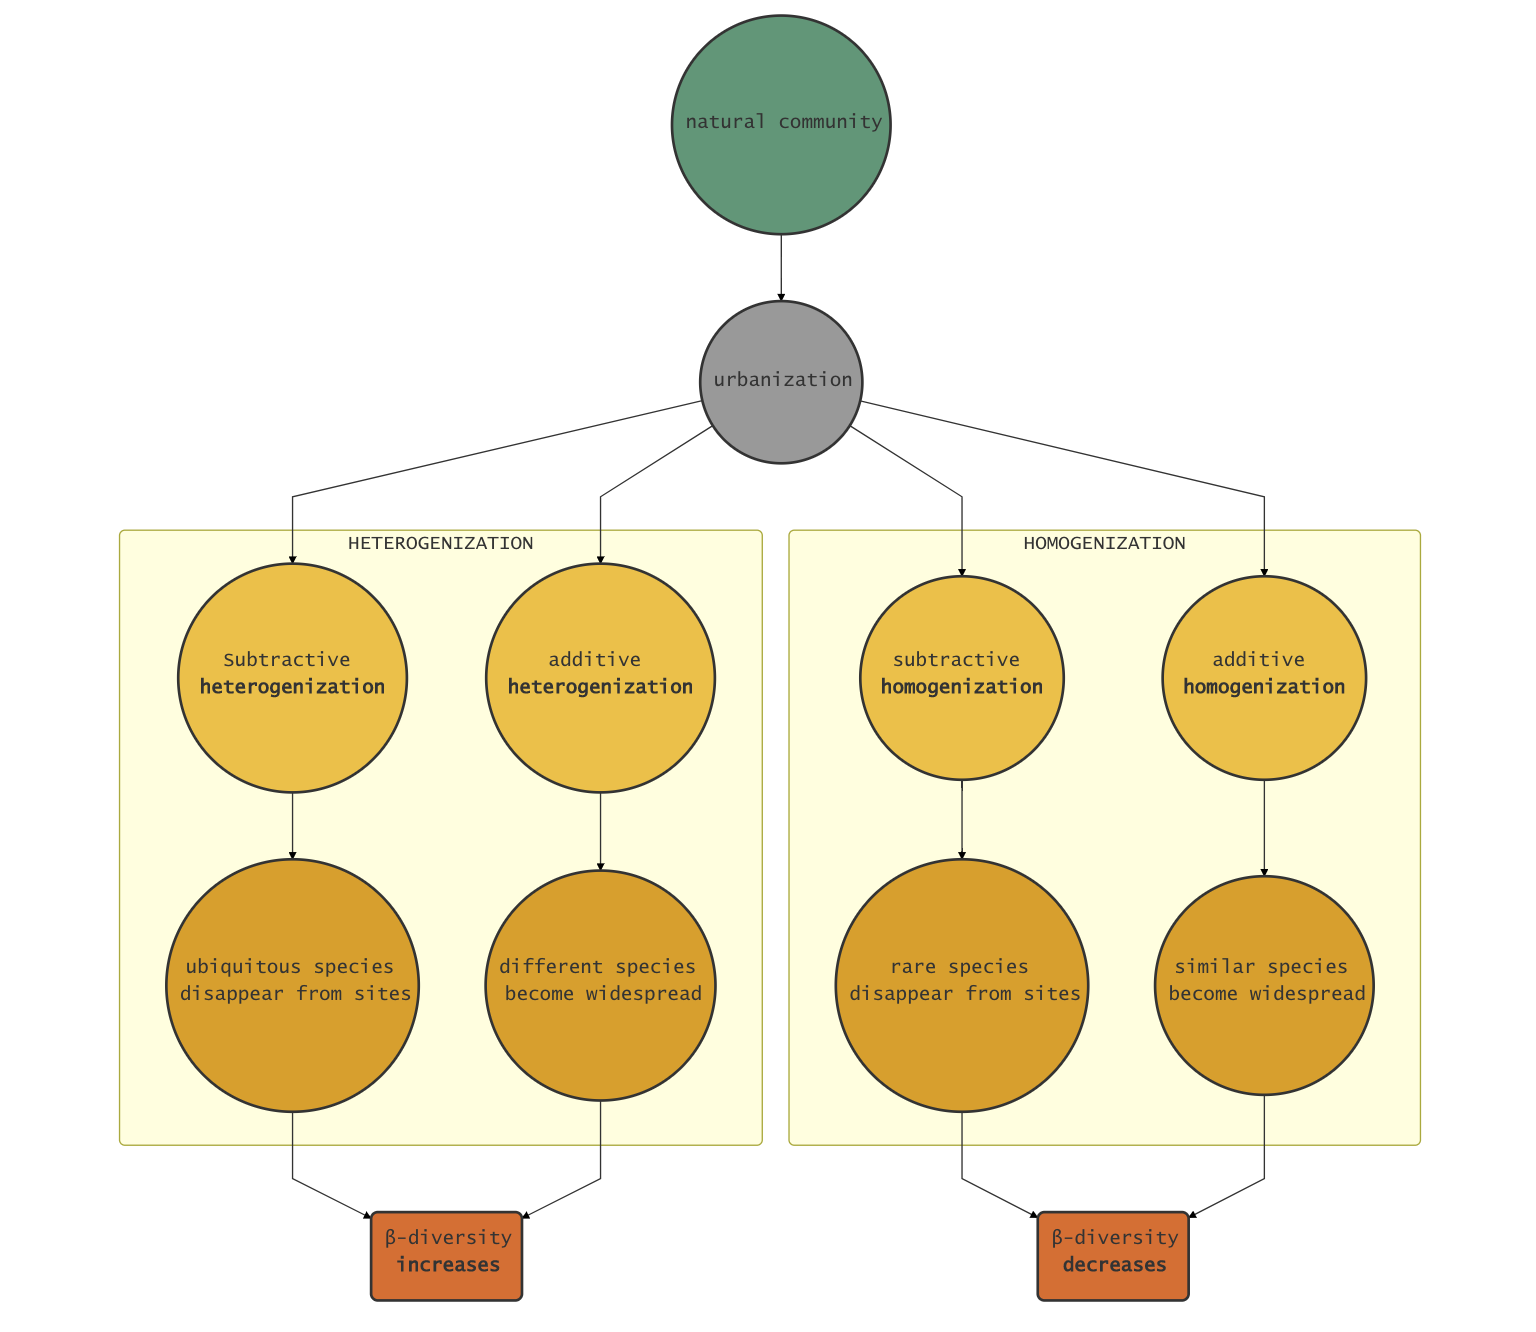 natural community
urbanization
HETEROGENIZATION
HOMOGENIZATION
Subtractive
heterogenization
additive
heterogenization
subtractive
homogenization
additive
homogenization
ubiquitous species
disappear from sites
different species
become widespread
rare species
disappear from sites
similar species
become widespread
β-diversity
increases
β-diversity
decreases